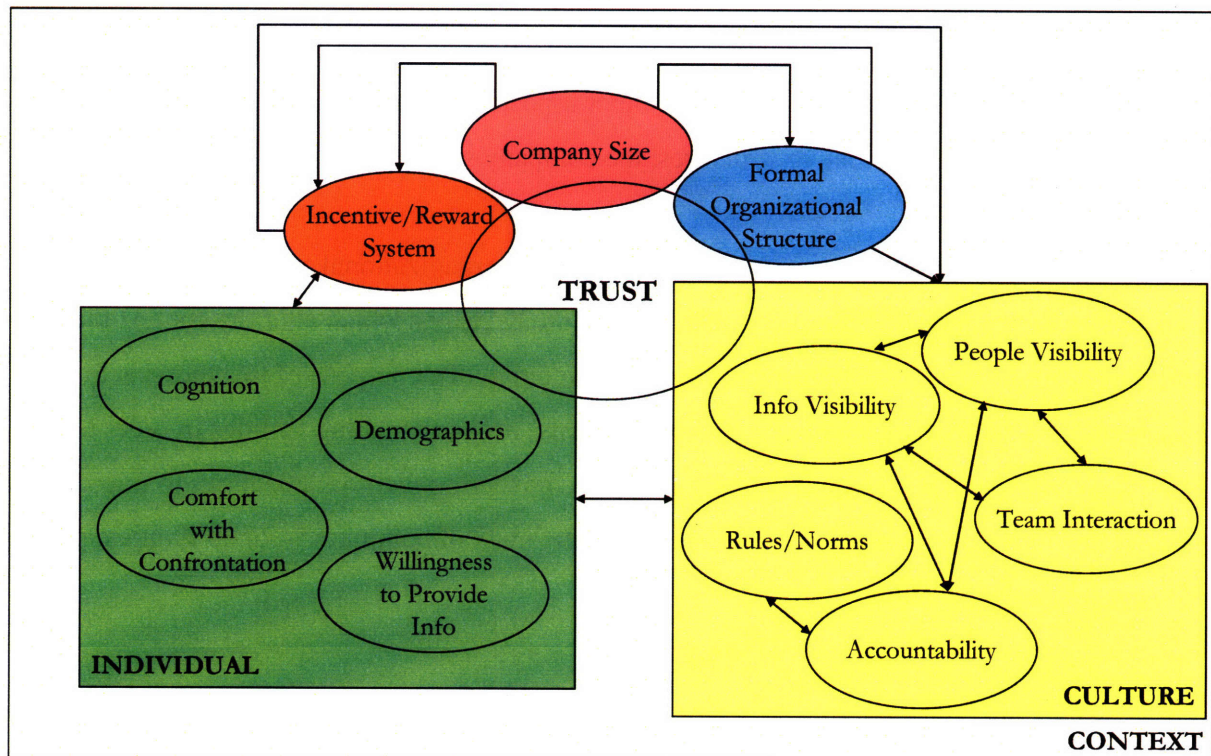 Company Size
Formal
Organizational
Structure
Incentive/Reward
System
TRUST
Cognition
Demographics
Comfort
with
Confrontation
Willingness
to Provide
Info
INDIVIDUAL
People Visibility
Info Visibility
Team Interaction
Rules/Norms
Accountability
CULTURE
CONTEXT